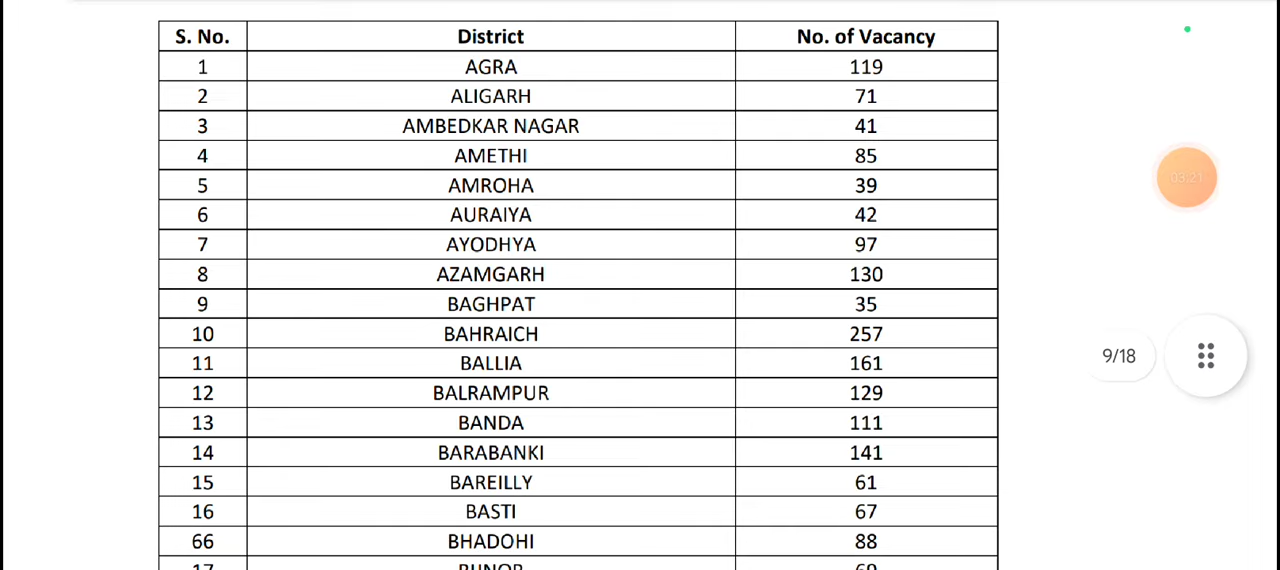 S. No. District No. of Vacancy
1 AGRA 119
2 ALIGARH 71
3 AMBEDKAR NAGAR 41
4 AMETHI 85
5 AMROHA 39
6 AURAIYA 42
7 AYODHYA 97
8 AZAMGARH 130
9 BAGHPAT 35
10 BAHRAICH 257
11 BALLIA 161
12 BALRAMPUR 129
13 BANDA 111
14 BARABANKI 141
15 BAREILLY 61
16 BASTI 67
66 BHADOHI 88
03:21
9/18